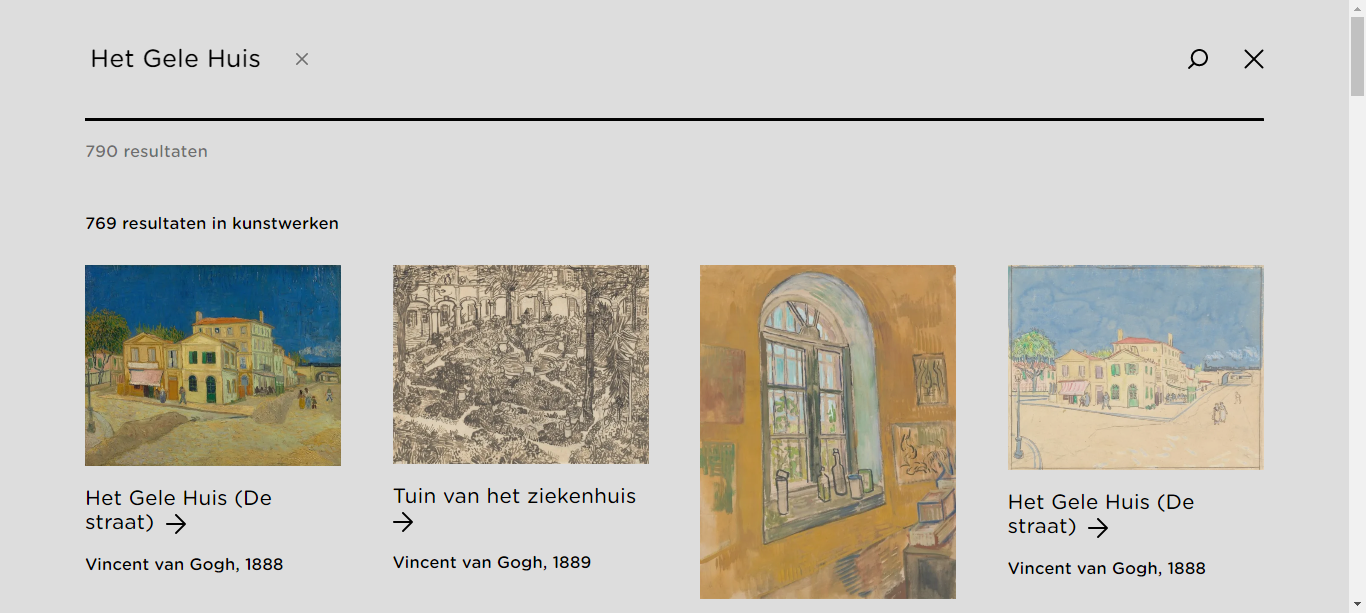 Het Gele Huis
790 resultaten
769 resultaten in kunstwerken
Het Gele Huis (De
straat)
Vincent van Gogh, 1888
Tuin van het ziekenhuis
Vincent van Gogh, 1889
Het Gele Huis (De
straat)
Vincent van Gogh, 1888